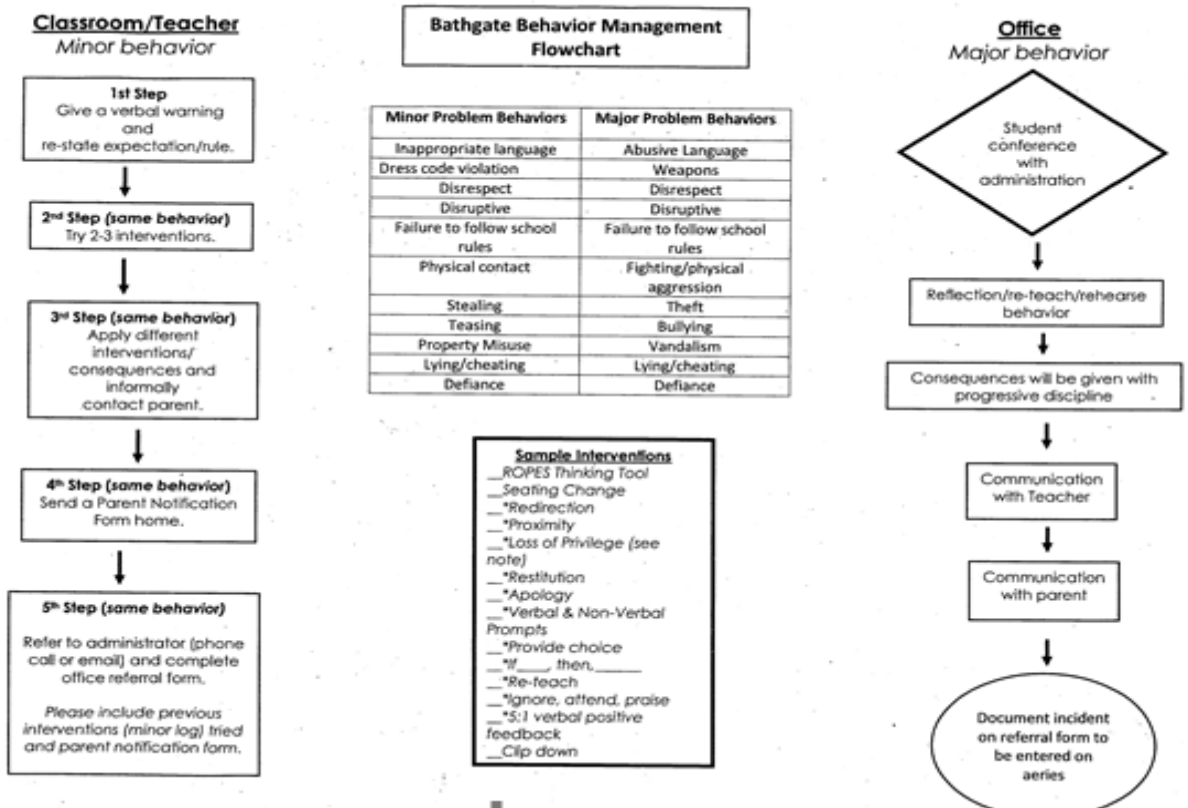 Classroom/Teacher
Minor behavior
1st Step
Give a verbal warning
and
re-state expectation/rule.
2nd Step (same behavior)
Try 2-3 interventions.
3rd Step (same behavior)
Apply different
interventions/
consequences and
informally
contact parent.
4th Step (same behavior)
Send a Parent Notification
Form home.
5th Step (same behavior)
Refer to administrator (phone
call or email) and complete
office referral form.
Please include previous
interventions (minor log) tried
and parent notification form.
Bathgate Behavior Management
Flowchart
Minor Problem Behaviors Major Problem Behaviors
Inappropriate language Abusive Language
Dress code violation Weapons
Disrespect Disrespect
Disruptive Disruptive
Failure to follow school Failure to follow school
rules rules
Physical contact Fighting/physical
aggression
Stealing Theft
Teasing Bullying
Property Misuse Vandalism
Lying/cheating Lying/cheating
Defiance Defiance
Sample Interventions
__ROPES Thinking Tool
__Seating Change
__*Redirection
__*Proximity
__*Loss of Privilege (see
note)
__*Restitution
__*Apology
__*Verbal & Non-Verbal
Prompts
__*Provide choice
__*If____, then,______
__*Re-teach
__*Ignore, attend, praise
__*5:1 verbal positive
feedback
__Clip down
Office
Major behavior
Student
conference
with
administration
Reflection/re-teach/rehearse
behavior
Consequences will be given with
progressive discipline
Communication
with Teacher
Communication
with parent
Document incident
on referral form to
be entered on
aeries